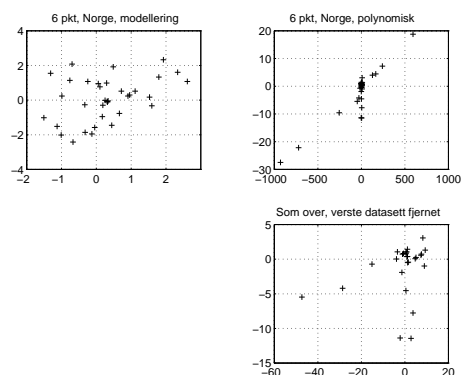 6 pkt, Norge, modellering
4
2
0
−2
−4
−2 −1 0 1 2
6 pkt, Norge, polynomisk
20
10
0
−10
−20
−30
−1000 −500 0 500 1000
Som over, verste datasett fjernet
5
0
−5
−10
−15
−60 −40 −20 0 20